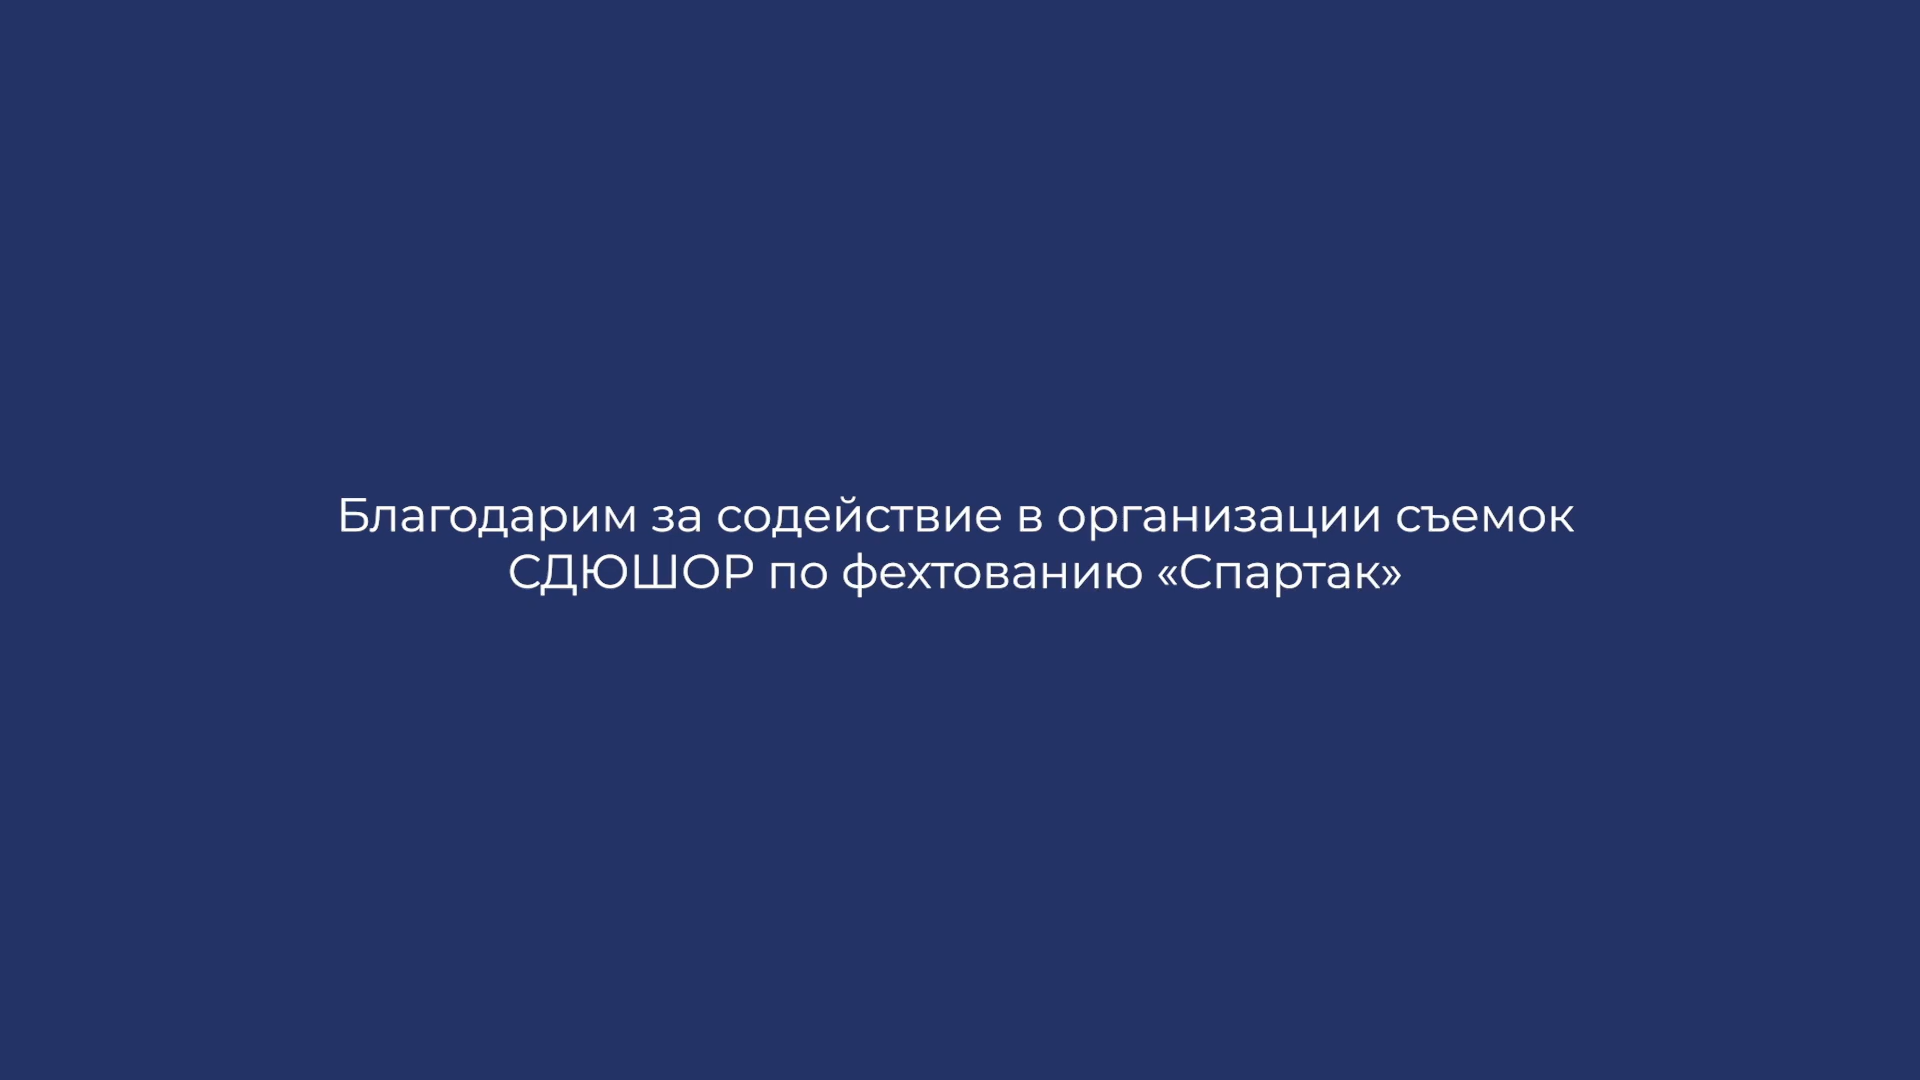 Благодарим за содействие в организации съемок
СДЮШОР по фехтованию «Спартак»